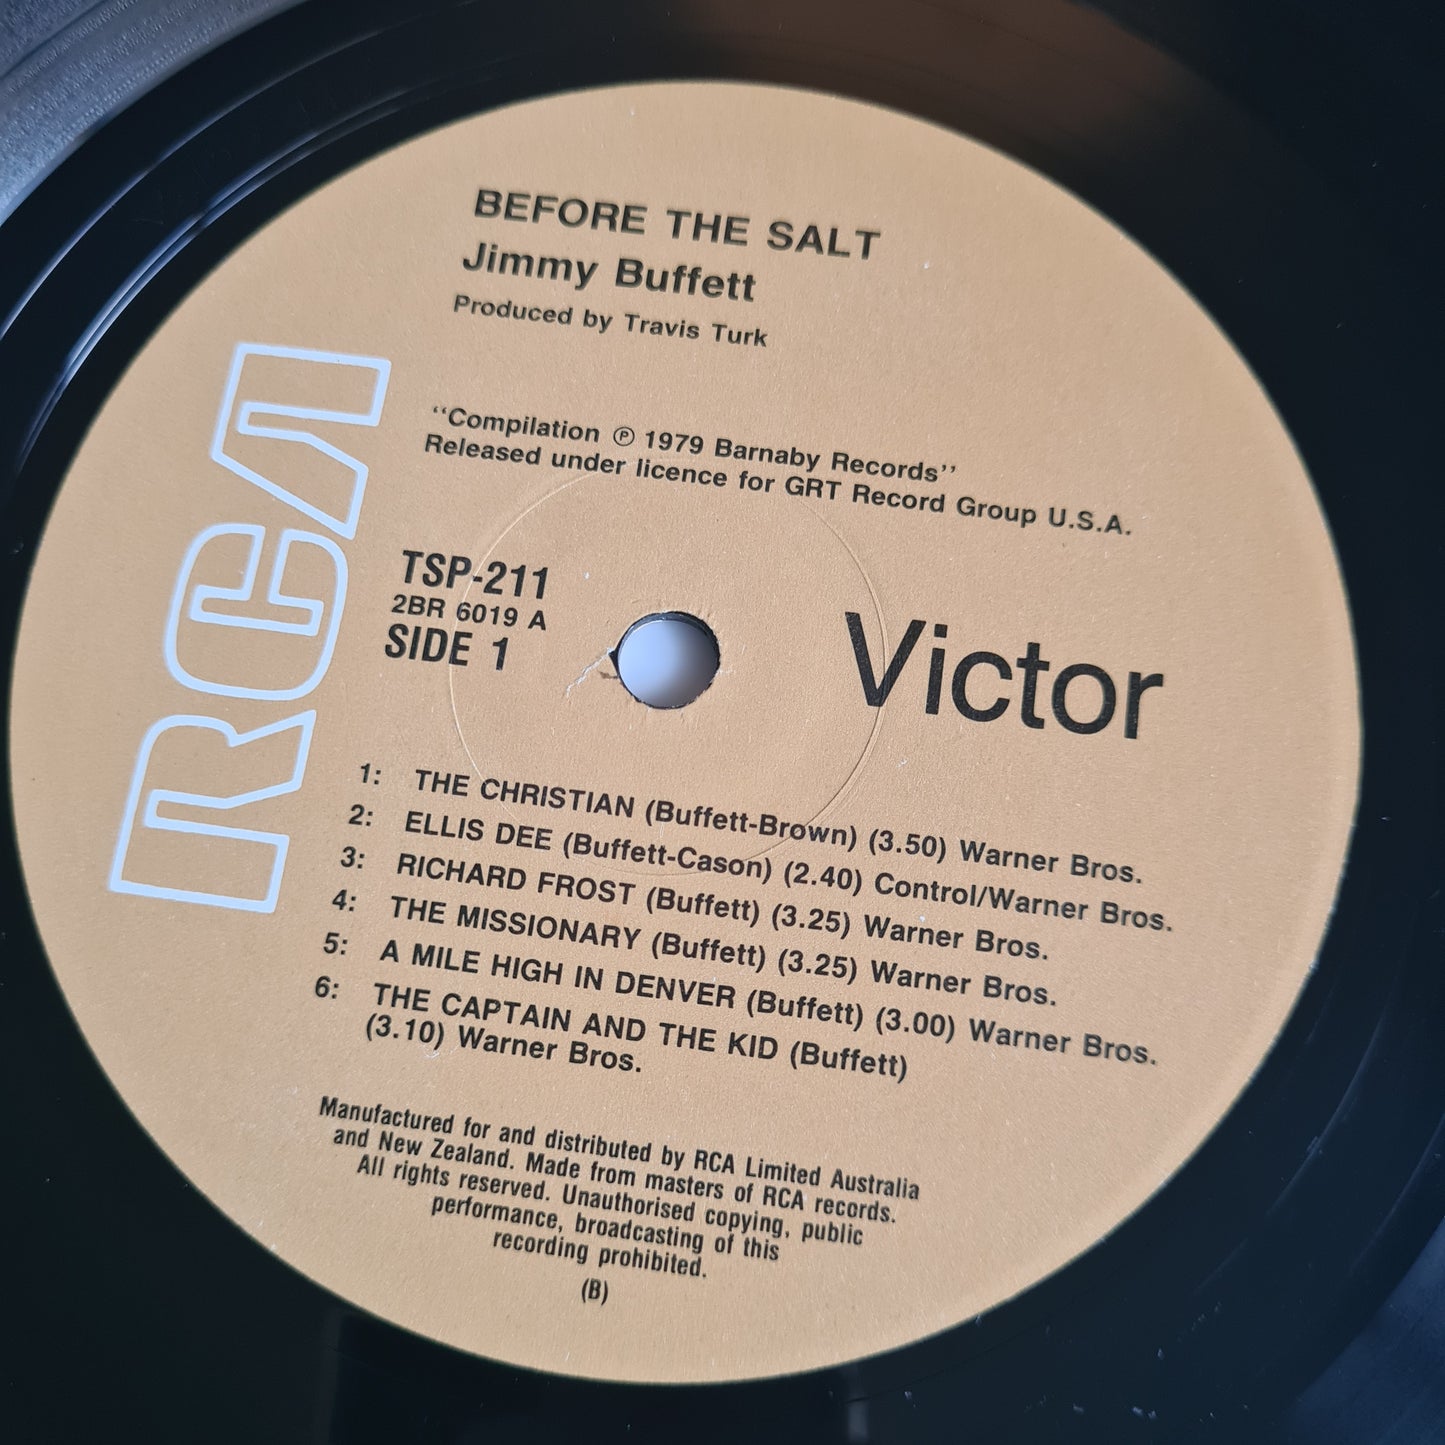 BEFORE THE SALT
Jimmy Buffett
Produced by Travis Turk
"Compilation ℗ 1979 Barnaby Records"
Released under licence for GRT Record Group U.S.A.
RCA
TSP-211
2BR 6019 A
SIDE 1
Victor
1: THE CHRISTIAN (Buffett-Brown) (3.50) Warner Bros.
2: ELLIS DEE (Buffett-Cason) (2.40) Control/Warner Bros.
3: RICHARD FROST (Buffett) (3.25) Warner Bros.
4: THE MISSIONARY (Buffett) (3.25) Warner Bros.
5: A MILE HIGH IN DENVER (Buffett) (3.00) Warner Bros.
6: THE CAPTAIN AND THE KID (Buffett)
(3.10) Warner Bros.
Manufactured for and distributed by RCA Limited Australia
and New Zealand. Made from masters of RCA records.
All rights reserved. Unauthorised copying, public
performance, broadcasting of this
recording prohibited.
(B)